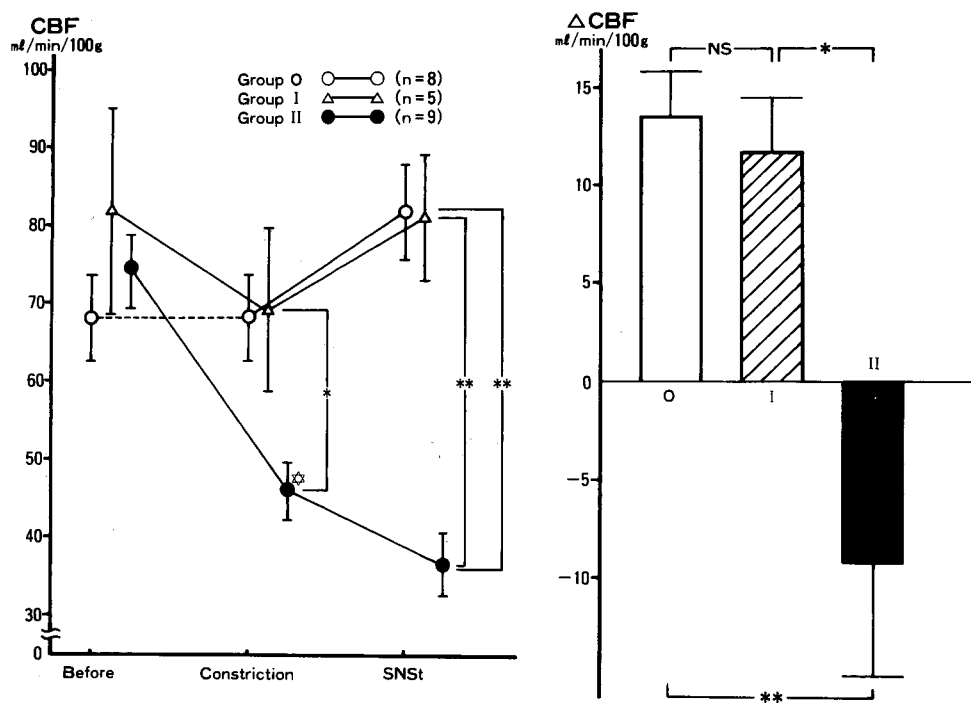 CBF
mℓ/min/100g
100
90
80
70
60
50
40
30
0
Group O (n=8)
Group I (n=5)
Group II (n=9)
*
**
**
✡
Before Constriction SNSt
△CBF
mℓ/min/100g
NS *
15
10
5
0
−5
−10
O I II
**